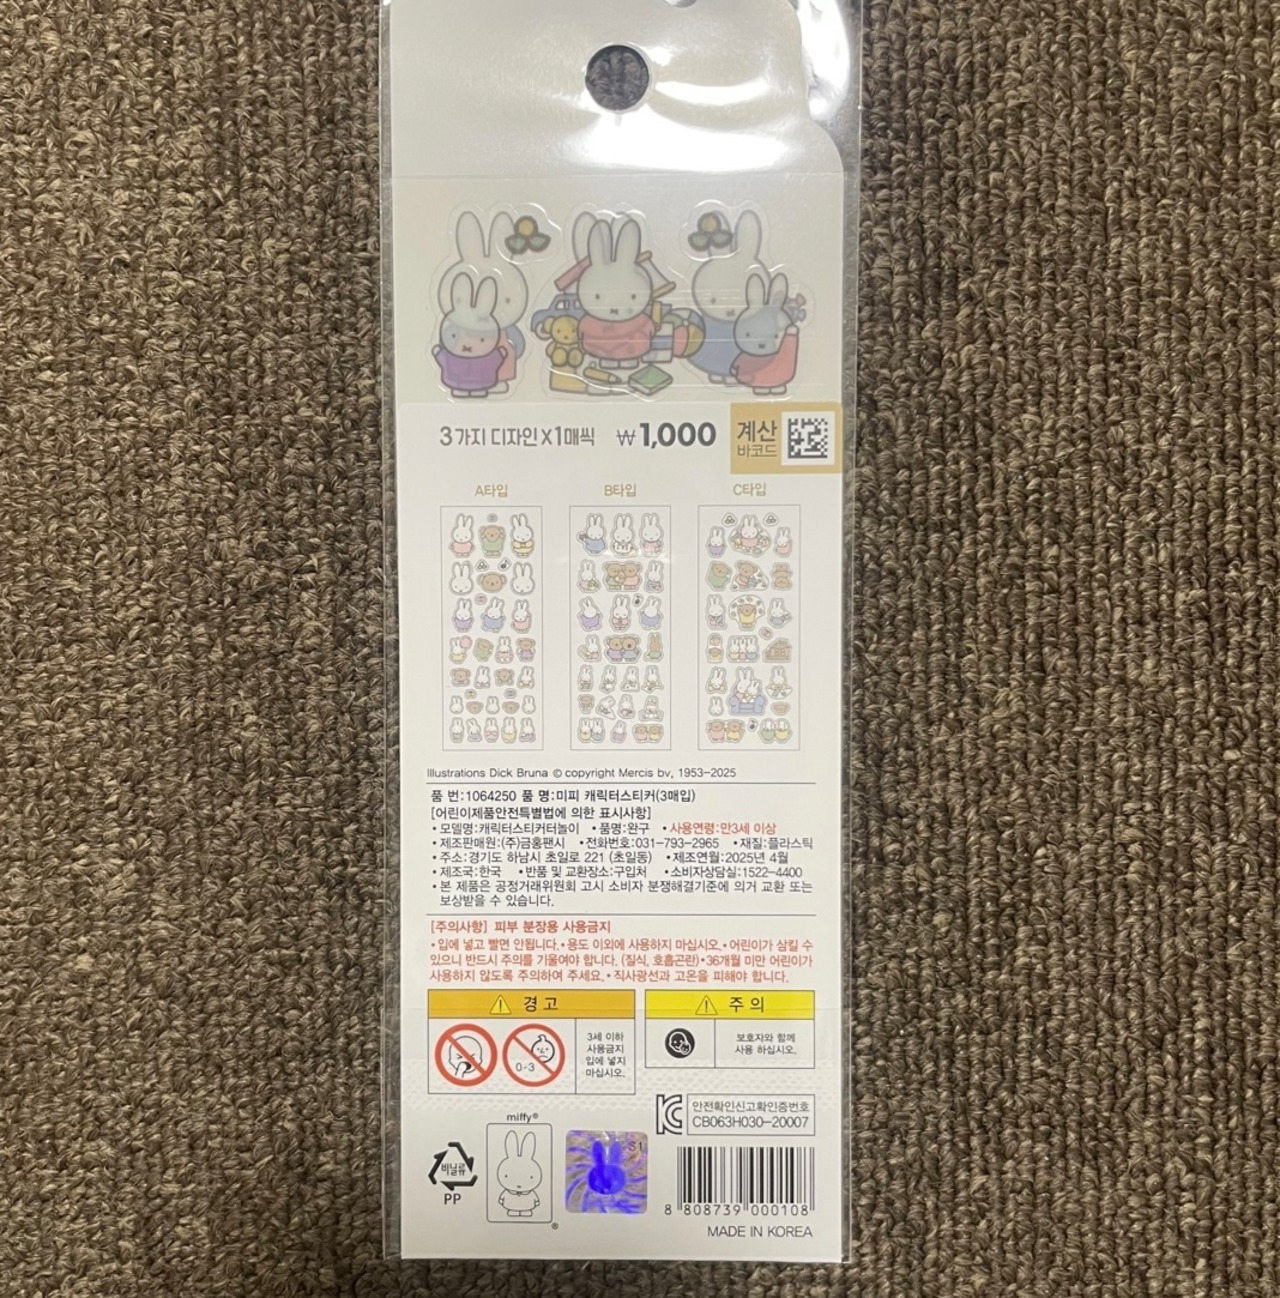 3가지 디자인X1매씩 ₩1,000 계산 바코드
A타입 B타입 C타입
Illustrations Dick Bruna © copyright Mercis bv, 1953-2025
품 번:1064250 품 명:미피 캐릭터스티커(3매입)
[어린이제품안전특별법에 의한 표시사항]
•모델명:캐릭터스티커터놀이 •품명:완구 •사용연령:만3세 이상
•제조판매원:(주)금홍팬시 •전화번호:031-793-2965 •재질:플라스틱
•주소:경기도 하남시 초일로 221 (초일동) •제조연월:2025년 4월
•제조국:한국 •반품 및 교환장소:구입처 •소비자상담실:1522-4400
•본 제품은 공정거래위원회 고시 소비자 분쟁해결기준에 의거 교환 또는
보상받을 수 있습니다.
[주의사항] 피부 분장용 사용금지
•입에 넣고 빨면 안됩니다.•용도 이외에 사용하지 마십시오.•어린이가 삼킬 수
있으니 반드시 주의를 기울여야 합니다. (질식, 호흡곤란)•36개월 미만 어린이가
사용하지 않도록 주의하여 주세요.•직사광선과 고온을 피해야 합니다.
경고
0-3
3세 이하
사용금지
입에 넣지
마십시오.
주의
보호자와 함께
사용 하십시오.
안전확인신고확인증번호
CB063H030-20007
miffy®
비닐류
PP
®
S1
8 808739 000108
MADE IN KOREA